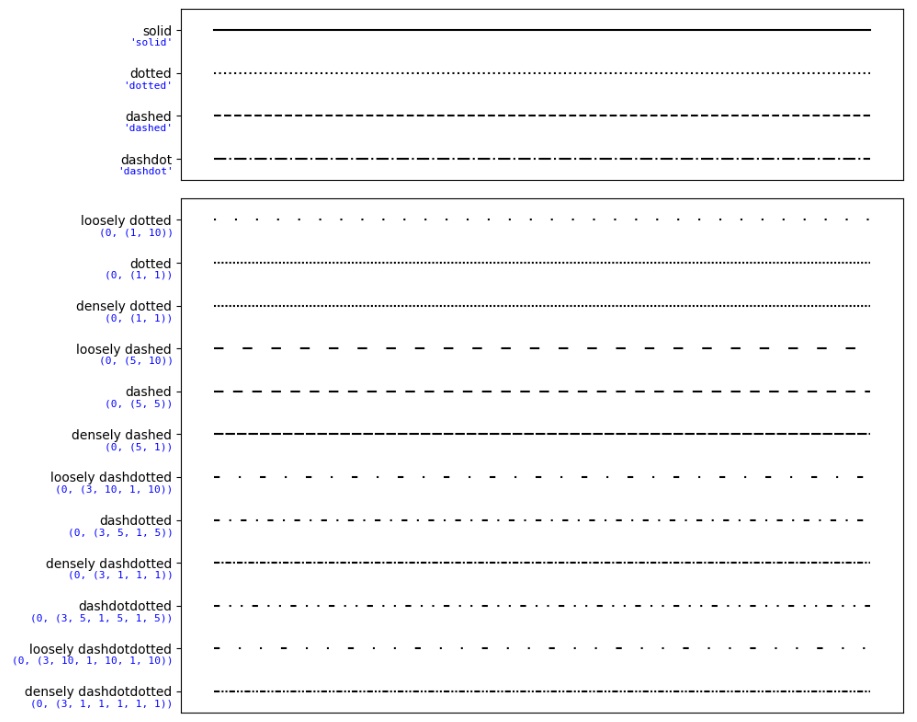 solid
'solid'
dotted
'dotted'
dashed
'dashed'
dashdot
'dashdot'
loosely dotted
(0, (1, 10))
dotted
(0, (1, 1))
densely dotted
(0, (1, 1))
loosely dashed
(0, (5, 10))
dashed
(0, (5, 5))
densely dashed
(0, (5, 1))
loosely dashdotted
(0, (3, 10, 1, 10))
dashdotted
(0, (3, 5, 1, 5))
densely dashdotted
(0, (3, 1, 1, 1))
dashdotdotted
(0, (3, 5, 1, 5, 1, 5))
loosely dashdotdotted
(0, (3, 10, 1, 10, 1, 10))
densely dashdotdotted
(0, (3, 1, 1, 1, 1, 1))